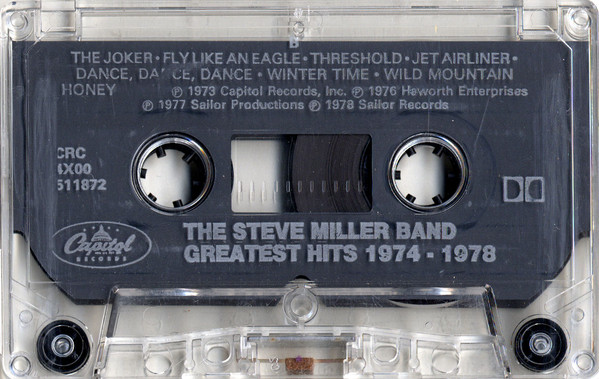 B
THE JOKER • FLY LIKE AN EAGLE • THRESHOLD • JET AIRLINER •
DANCE, DANCE, DANCE • WINTER TIME • WILD MOUNTAIN
HONEY ℗ 1973 Capitol Records, Inc. ℗ 1976 Haworth Enterprises
℗ 1977 Sailor Productions ℗ 1978 Sailor Records
CRC
4X00
511872
Capitol
RECORDS
THE STEVE MILLER BAND
GREATEST HITS 1974 - 1978